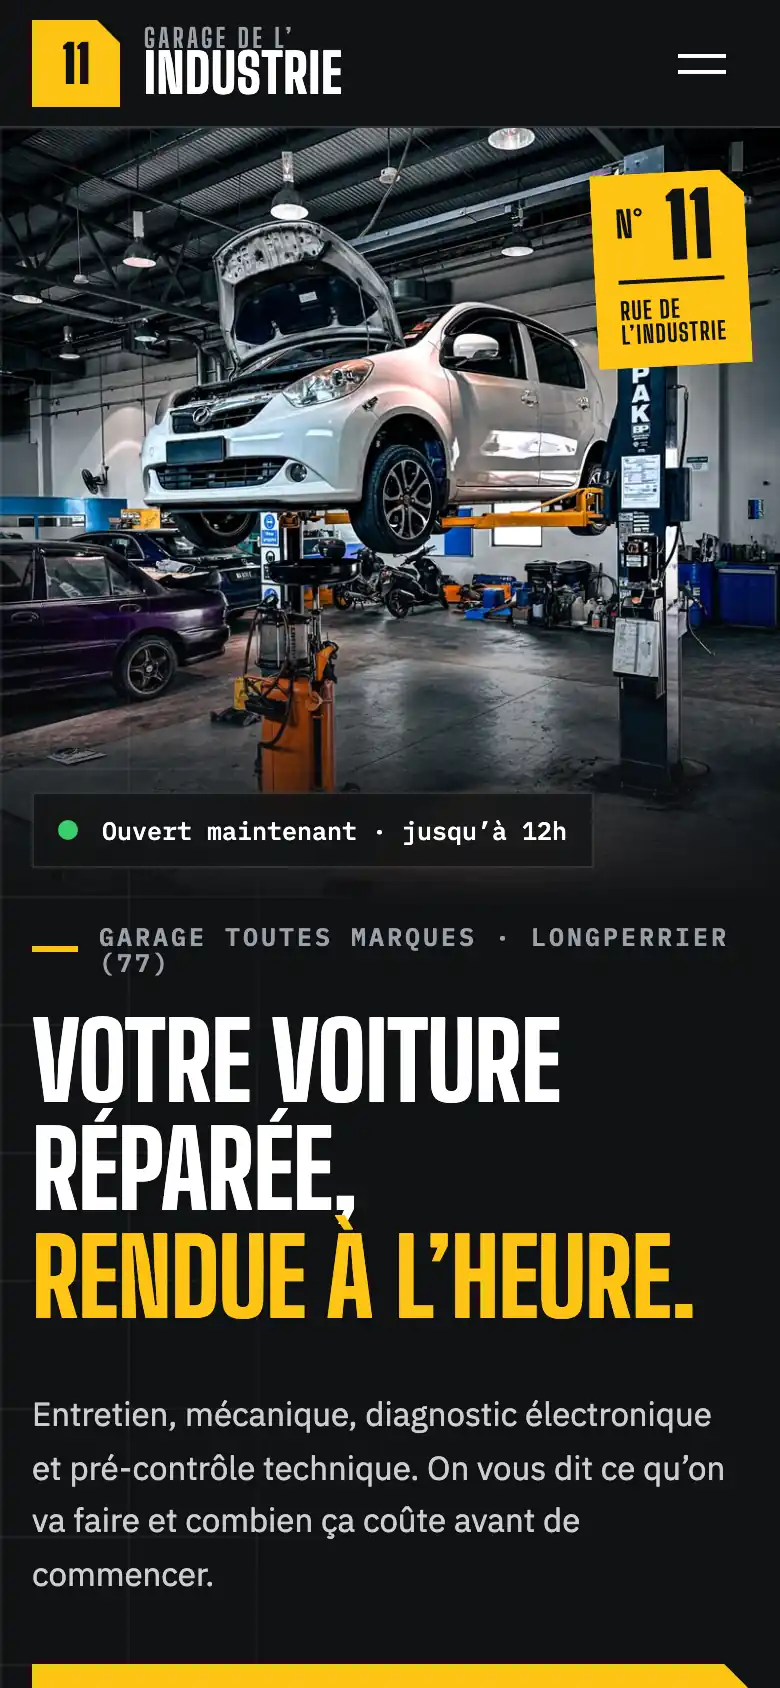 11
GARAGE DE L’
INDUSTRIE
N° 11
RUE DE
L’INDUSTRIE
PAK
BP
Ouvert maintenant · jusqu’à 12h
GARAGE TOUTES MARQUES · LONGPERRIER
(77)
VOTRE VOITURE
RÉPARÉE,
RENDUE À L’HEURE.
Entretien, mécanique, diagnostic électronique
et pré-contrôle technique. On vous dit ce qu’on
va faire et combien ça coûte avant de
commencer.